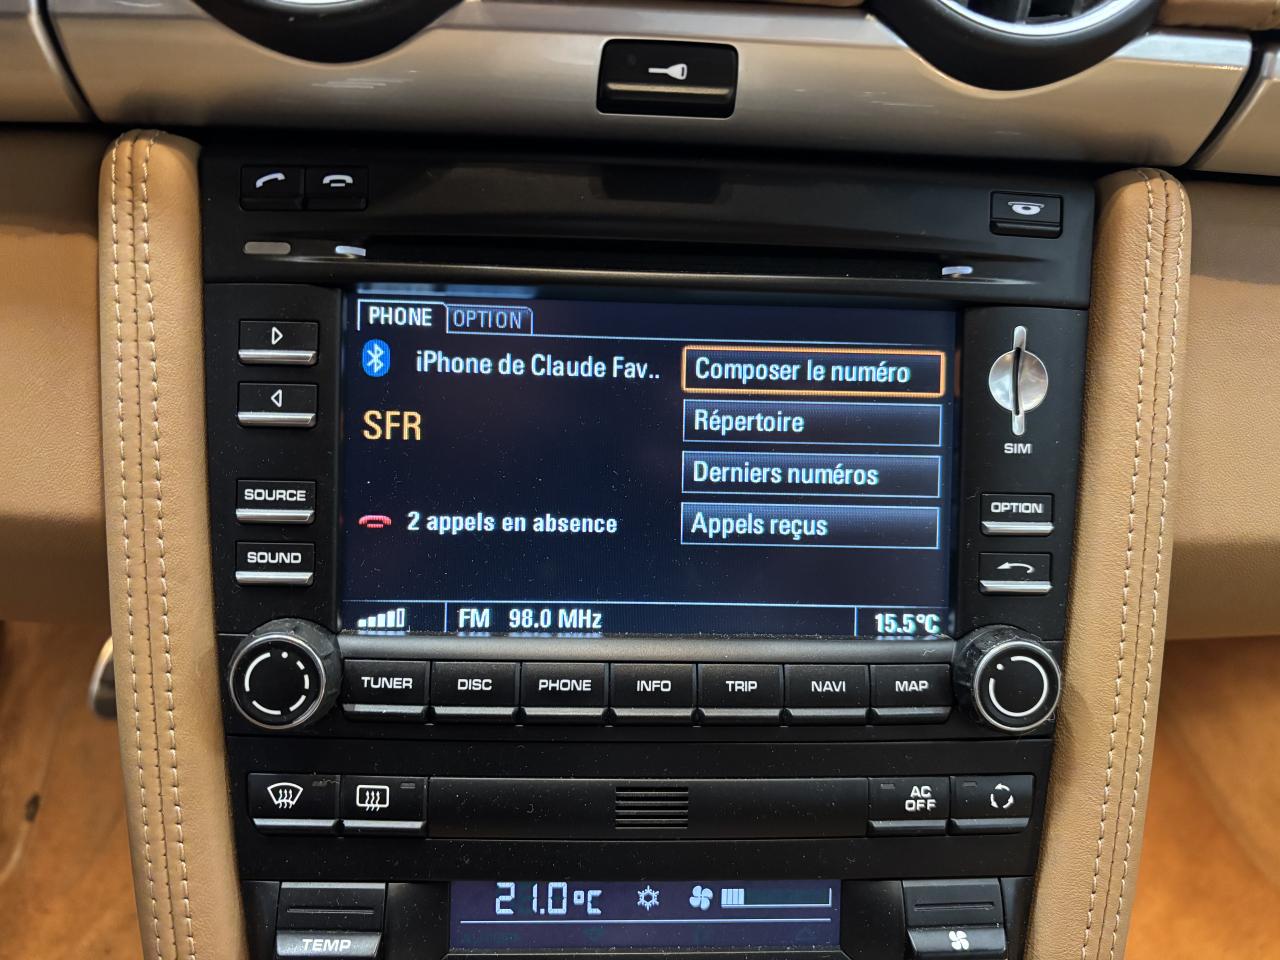 PHONE OPTION
iPhone de Claude Fav..
Composer le numéro
SFR
Répertoire
Derniers numéros
2 appels en absence
Appels reçus
FM 98.0 MHz 15.5°C
SIM
SOURCE
SOUND
OPTION
TUNER DISC PHONE INFO TRIP NAVI MAP
AC
OFF
21.0°C
TEMP